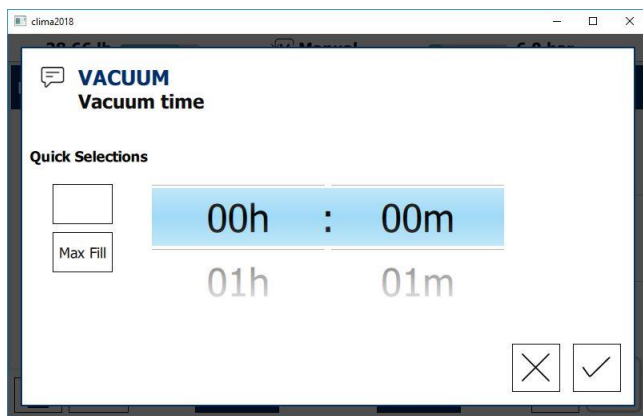 clima2018
VACUUM
Vacuum time
Quick Selections
00h : 00m
Max Fill
01h 01m